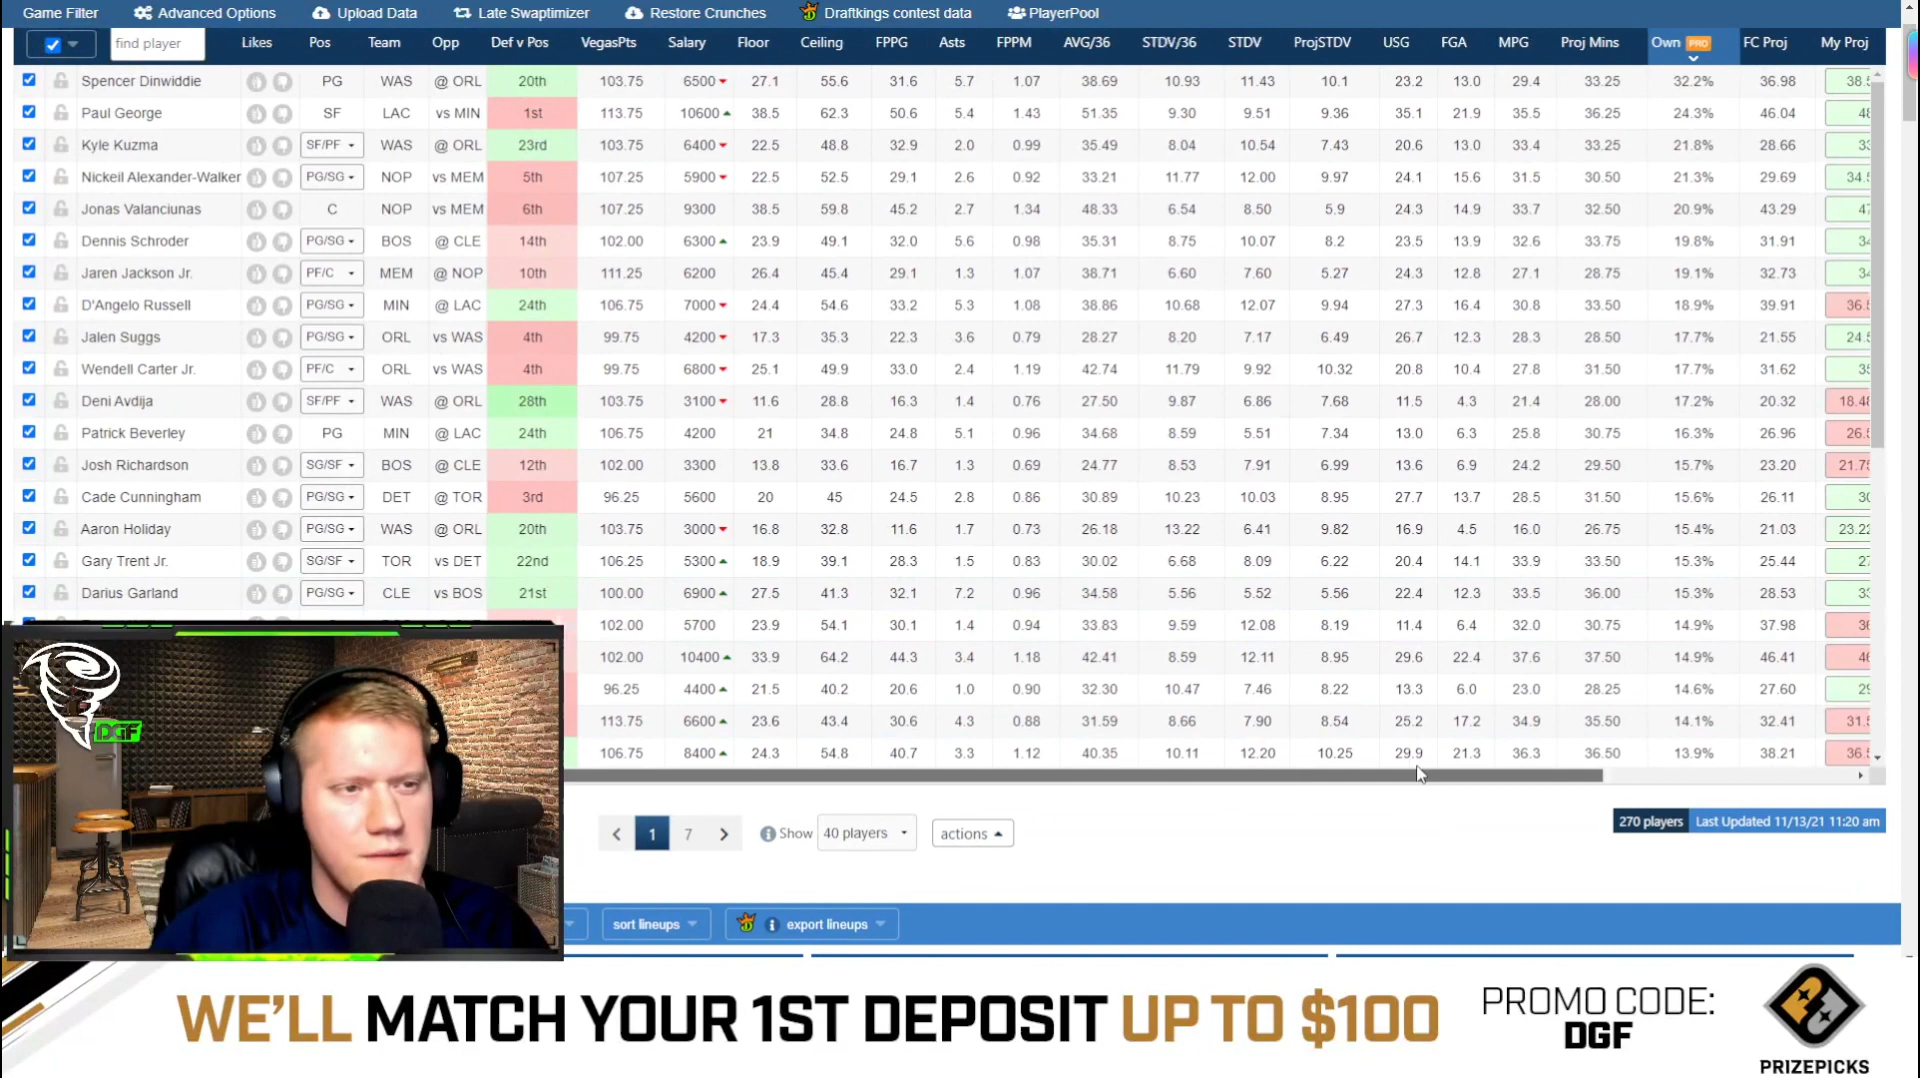 Game Filter Advanced Options Upload Data Late Swaptimizer Restore Crunches Draftkings contest data PlayerPool
find player Likes Pos Team Opp Def v Pos VegasPts Salary Floor Ceiling FPPG Asts FPPM AVG/36 STDV/36 STDV ProjSTDV USG FGA MPG Proj Mins Own PRO FC Proj My Proj
Spencer Dinwiddie PG WAS @ ORL 20th 103.75 6500 27.1 55.6 31.6 5.7 1.07 38.69 10.93 11.43 10.1 23.2 13.0 29.4 33.25 32.2% 36.98 38.5
Paul George SF LAC vs MIN 1st 113.75 10600 38.5 62.3 50.6 5.4 1.43 51.35 9.30 9.51 9.36 35.1 21.9 35.5 36.25 24.3% 46.04 48
Kyle Kuzma SF/PF WAS @ ORL 23rd 103.75 6400 22.5 48.8 32.9 2.0 0.99 35.49 8.04 10.54 7.43 20.6 13.0 33.4 33.25 21.8% 28.66 33
Nickeil Alexander-Walker PG/SG NOP vs MEM 5th 107.25 5900 22.5 52.5 29.1 2.6 0.92 33.21 11.77 12.00 9.97 24.1 15.6 31.5 30.50 21.3% 29.69 34.5
Jonas Valanciunas C NOP vs MEM 6th 107.25 9300 38.5 59.8 45.2 2.7 1.34 48.33 6.54 8.50 5.9 24.3 14.9 33.7 32.50 20.9% 43.29 47
Dennis Schroder PG/SG BOS @ CLE 14th 102.00 6300 23.9 49.1 32.0 5.6 0.98 35.31 8.75 10.07 8.2 23.5 13.9 32.6 33.75 19.8% 31.91 34
Jaren Jackson Jr. PF/C MEM @ NOP 10th 111.25 6200 26.4 45.4 29.1 1.3 1.07 38.71 6.60 7.60 5.27 24.3 12.8 27.1 28.75 19.1% 32.73 34
D'Angelo Russell PG/SG MIN @ LAC 24th 106.75 7000 24.4 54.6 33.2 5.3 1.08 38.86 10.68 12.07 9.94 27.3 16.4 30.8 33.50 18.9% 39.91 36.5
Jalen Suggs PG/SG ORL vs WAS 4th 99.75 4200 17.3 35.3 22.3 3.6 0.79 28.27 8.20 7.17 6.49 26.7 12.3 28.3 28.50 17.7% 21.55 24.5
Wendell Carter Jr. PF/C ORL vs WAS 4th 99.75 6800 25.1 49.9 33.0 2.4 1.19 42.74 11.79 9.92 10.32 20.8 10.4 27.8 31.50 17.7% 31.62 35
Deni Avdija SF/PF WAS @ ORL 28th 103.75 3100 11.6 28.8 16.3 1.4 0.76 27.50 9.87 6.86 7.68 11.5 4.3 21.4 28.00 17.2% 20.32 18.48
Patrick Beverley PG MIN @ LAC 24th 106.75 4200 21 34.8 24.8 5.1 0.96 34.68 8.59 5.51 7.34 13.0 6.3 25.8 30.75 16.3% 26.96 26.5
Josh Richardson SG/SF BOS @ CLE 12th 102.00 3300 13.8 33.6 16.7 1.3 0.69 24.77 8.53 7.91 6.99 13.6 6.9 24.2 29.50 15.7% 23.20 21.75
Cade Cunningham PG/SG DET @ TOR 3rd 96.25 5600 20 45 24.5 2.8 0.86 30.89 10.23 10.03 8.95 27.7 13.7 28.5 31.50 15.6% 26.11 30
Aaron Holiday PG/SG WAS @ ORL 20th 103.75 3000 16.8 32.8 11.6 1.7 0.73 26.18 13.22 6.41 9.82 16.9 4.5 16.0 26.75 15.4% 21.03 23.22
Gary Trent Jr. SG/SF TOR vs DET 22nd 106.25 5300 18.9 39.1 28.3 1.5 0.83 30.02 6.68 8.09 6.22 20.4 14.1 33.9 33.50 15.3% 25.44 27
Darius Garland PG/SG CLE vs BOS 21st 100.00 6900 27.5 41.3 32.1 7.2 0.96 34.58 5.56 5.52 5.56 22.4 12.3 33.5 36.00 15.3% 28.53 33
102.00 5700 23.9 54.1 30.1 1.4 0.94 33.83 9.59 12.08 8.19 11.4 6.4 32.0 30.75 14.9% 37.98 36
102.00 10400 33.9 64.2 44.3 3.4 1.18 42.41 8.59 12.11 8.95 29.6 22.4 37.6 37.50 14.9% 46.41 46
96.25 4400 21.5 40.2 20.6 1.0 0.90 32.30 10.47 7.46 8.22 13.3 6.0 23.0 28.25 14.6% 27.60 29
113.75 6600 23.6 43.4 30.6 4.3 0.88 31.59 8.66 7.90 8.54 25.2 17.2 34.9 35.50 14.1% 32.41 31.5
106.75 8400 24.3 54.8 40.7 3.3 1.12 40.35 10.11 12.20 10.25 29.9 21.3 36.3 36.50 13.9% 38.21 36.5
DGF
1 7 Show 40 players actions
270 players Last Updated 11/13/21 11:20 am
sort lineups export lineups
WE'LL MATCH YOUR 1ST DEPOSIT UP TO $100
PROMO CODE:
DGF
PRIZEPICKS